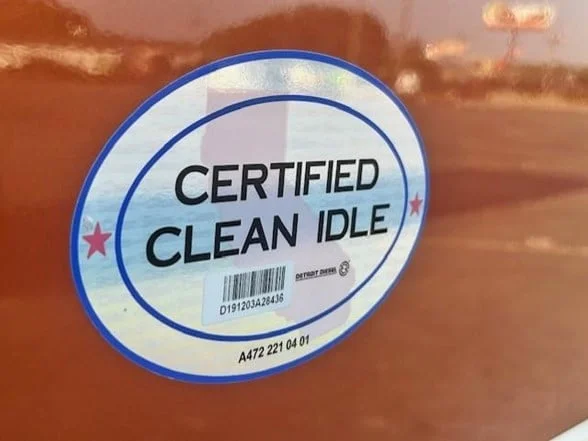 CERTIFIED
CLEAN IDLE
DETROIT DIESEL
D191203A28436
A472 221 04 01